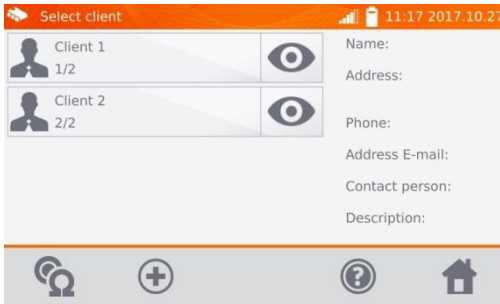 Select client
11:17 2017.10.27
Client 1
1/2
Client 2
2/2
Name:
Address:
Phone:
Address E-mail:
Contact person:
Description: